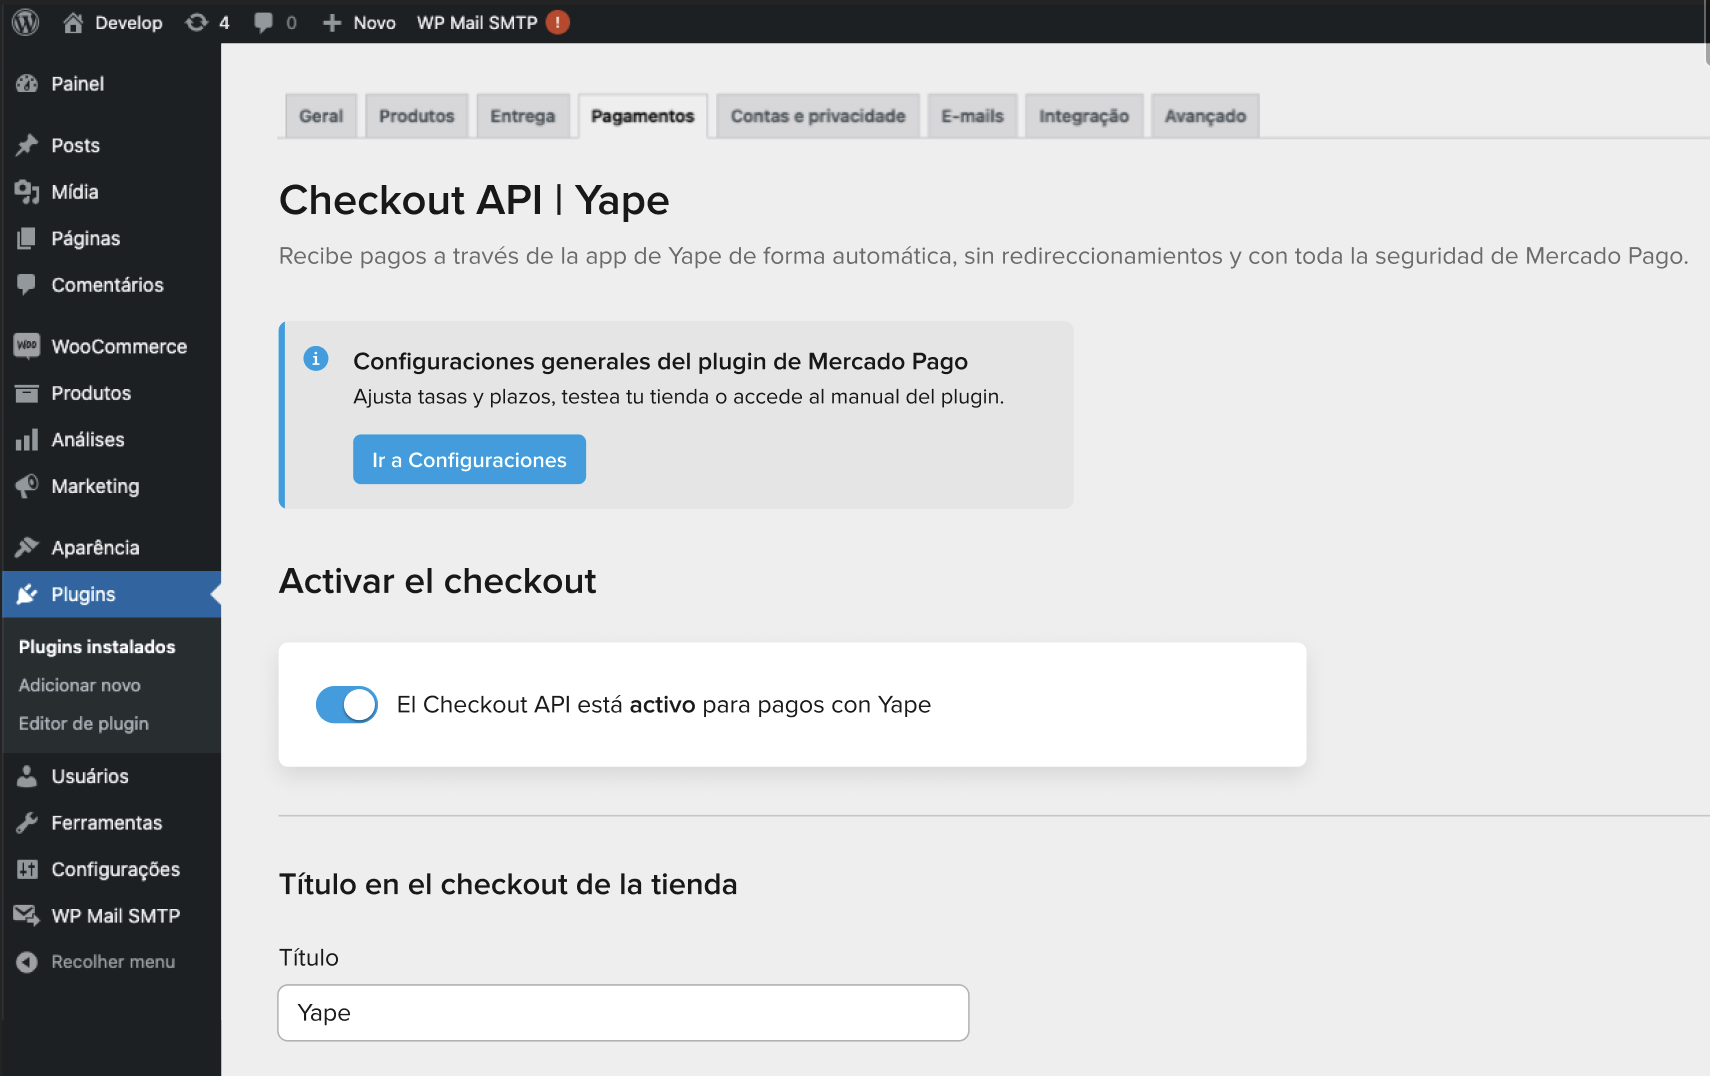 Develop 4 0 Novo WP Mail SMTP !
Painel
Posts
Mídia
Páginas
Comentários
WooCommerce
Produtos
Análises
Marketing
Aparência
Plugins
Plugins instalados
Adicionar novo
Editor de plugin
Usuários
Ferramentas
Configurações
WP Mail SMTP
Recolher menu
Geral Produtos Entrega Pagamentos Contas e privacidade E-mails Integração Avançado
Checkout API | Yape
Recibe pagos a través de la app de Yape de forma automática, sin redireccionamientos y con toda la seguridad de Mercado Pago.
Configuraciones generales del plugin de Mercado Pago
Ajusta tasas y plazos, testea tu tienda o accede al manual del plugin.
Ir a Configuraciones
Activar el checkout
El Checkout API está activo para pagos con Yape
Título en el checkout de la tienda
Título
Yape